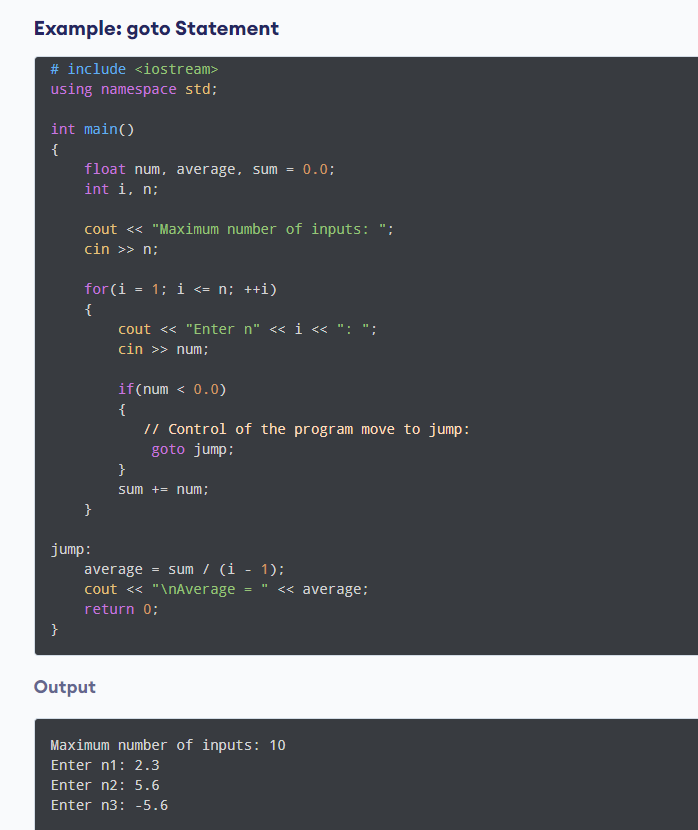 Example: goto Statement
# include <iostream>
using namespace std;
int main()
{
float num, average, sum = 0.0;
int i, n;
cout << "Maximum number of inputs: ";
cin >> n;
for(i = 1; i <= n; ++i)
{
cout << "Enter n" << i << ": ";
cin >> num;
if(num < 0.0)
{
// Control of the program move to jump:
goto jump;
}
sum += num;
}
jump:
average = sum / (i - 1);
cout << "\nAverage = " << average;
return 0;
}
Output
Maximum number of inputs: 10
Enter n1: 2.3
Enter n2: 5.6
Enter n3: -5.6